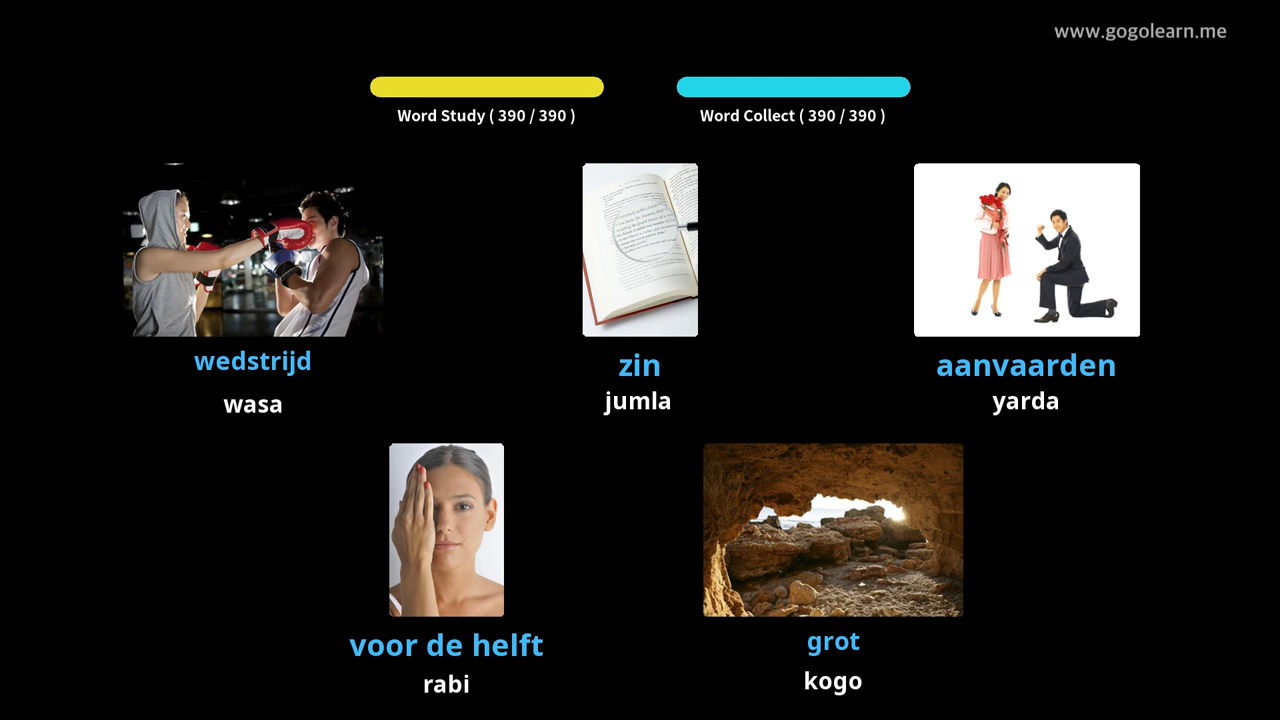 www.gogolearn.me
Word Study ( 390 / 390 )
Word Collect ( 390 / 390 )
wedstrijd
wasa
zin
jumla
aanvaarden
yarda
voor de helft
rabi
grot
kogo